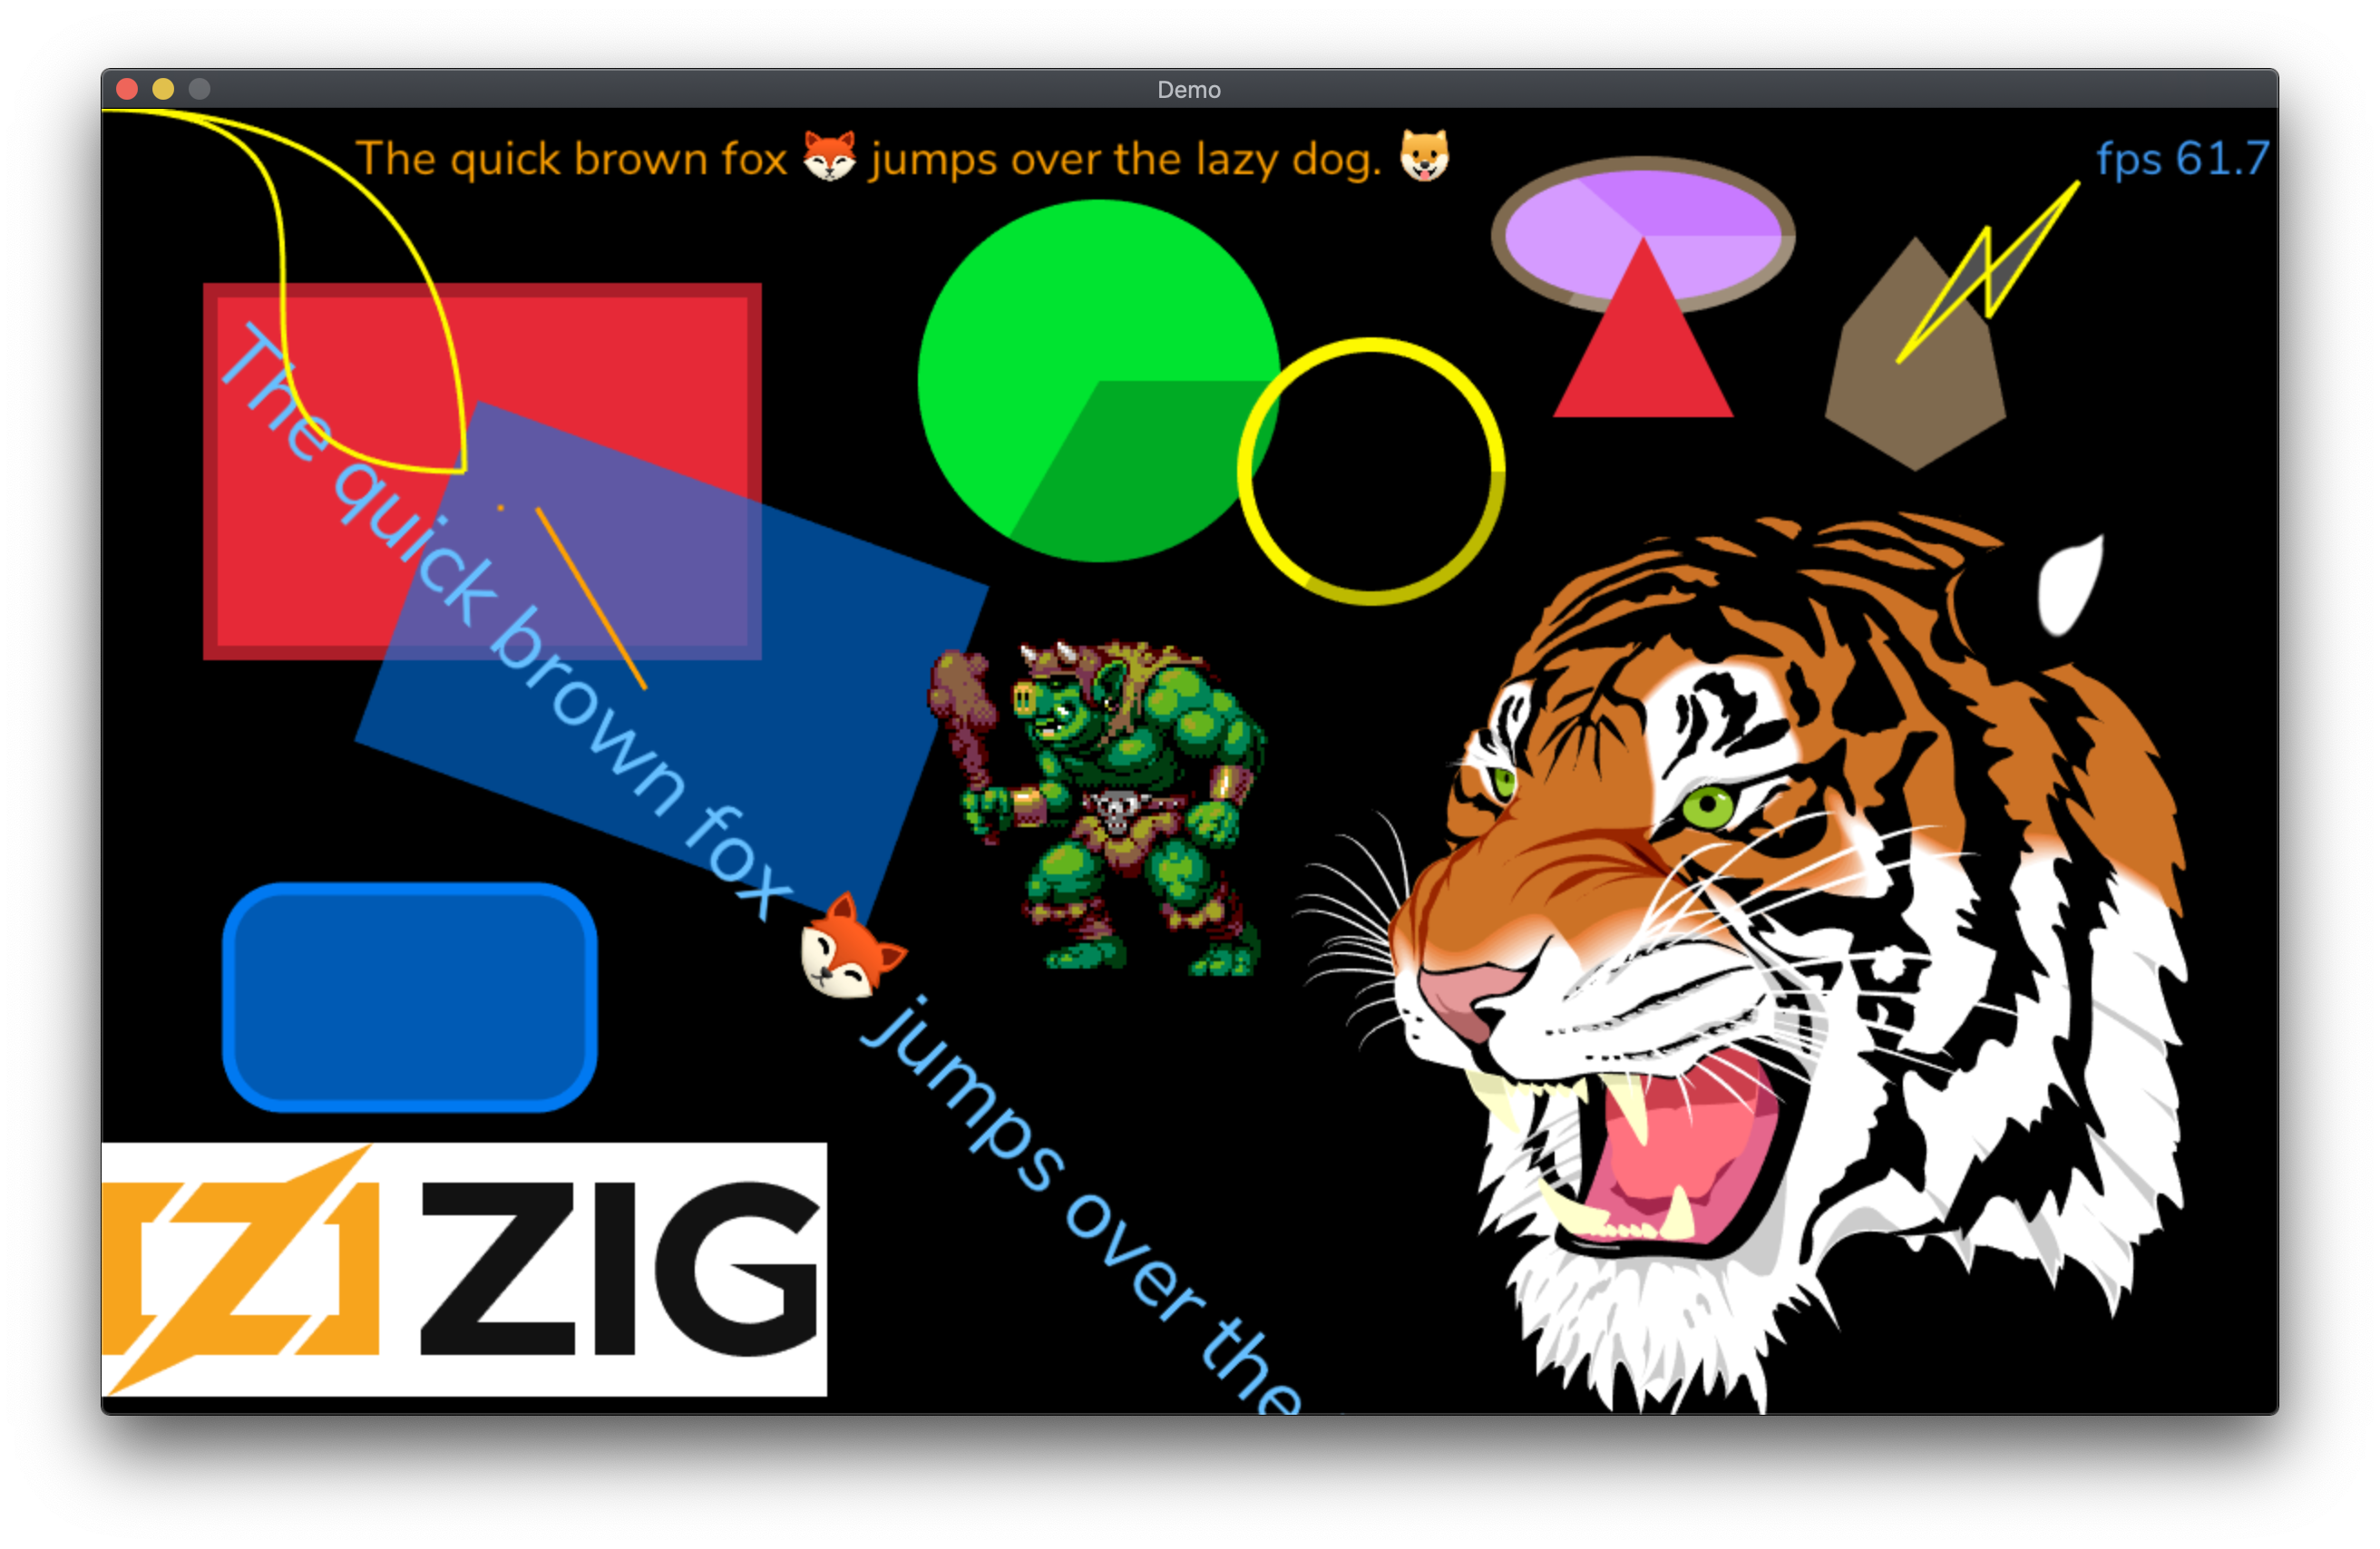 Demo
The quick brown fox 🦊 jumps over the lazy dog. 🐶
fps 61.7
The quick brown fox 🦊 jumps over the
ZIG